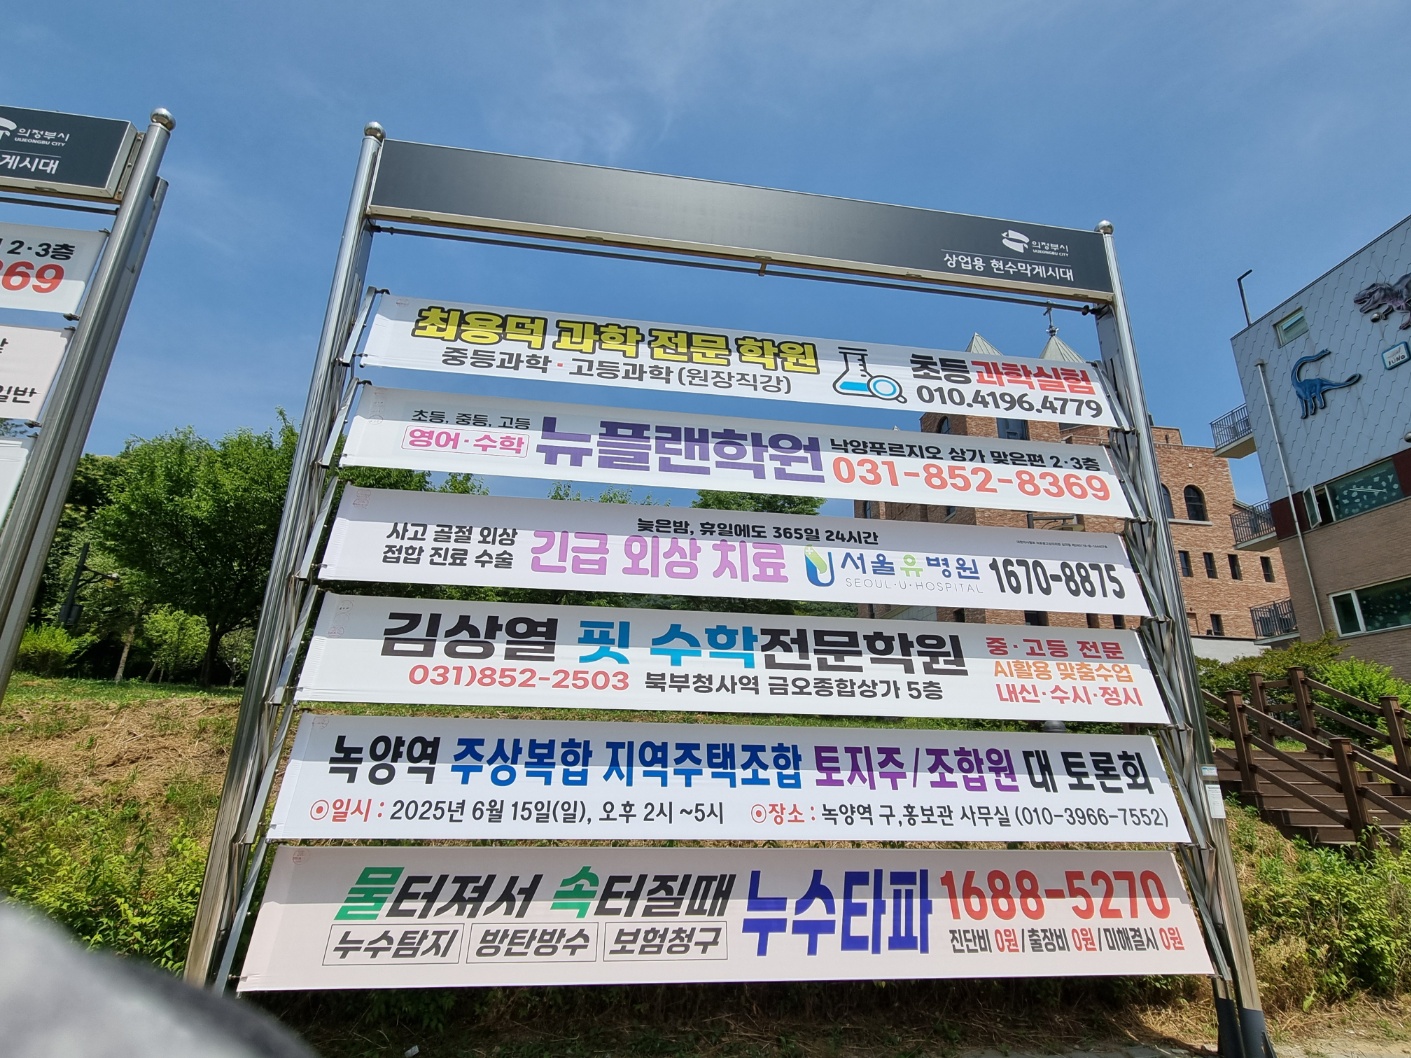 의정부시
UIJEONGBU CITY
게시대
2·3층
369
일반
의정부시
UIJEONGBU CITY
상업용 현수막게시대
최용덕 과학 전문 학원
중등과학·고등과학(원장직강)
초등과학실험
010.4196.4779
초등, 중등, 고등
영어·수학
뉴플랜학원
낙양푸르지오 상가 맞은편 2·3층
031-852-8369
늦은밤, 휴일에도 365일 24시간
사고 골절 외상
접합 진료 수술
긴급 외상 치료
서울유병원
SEOUL·U·HOSPITAL
1670-8875
김상열 핏 수학전문학원
031)852-2503 북부청사역 금오종합상가 5층
중·고등 전문
AI활용 맞춤수업
내신·수시·정시
녹양역 주상복합 지역주택조합 토지주/조합원 대 토론회
일시 : 2025년 6월 15일(일), 오후 2시 ~5시 장소 : 녹양역 구,홍보관 사무실 (010-3966-7552)
물터져서 속터질때
누수탐지 방탄방수 보험청구
누수타파
1688-5270
진단비 0원/출장비 0원/미해결시 0원